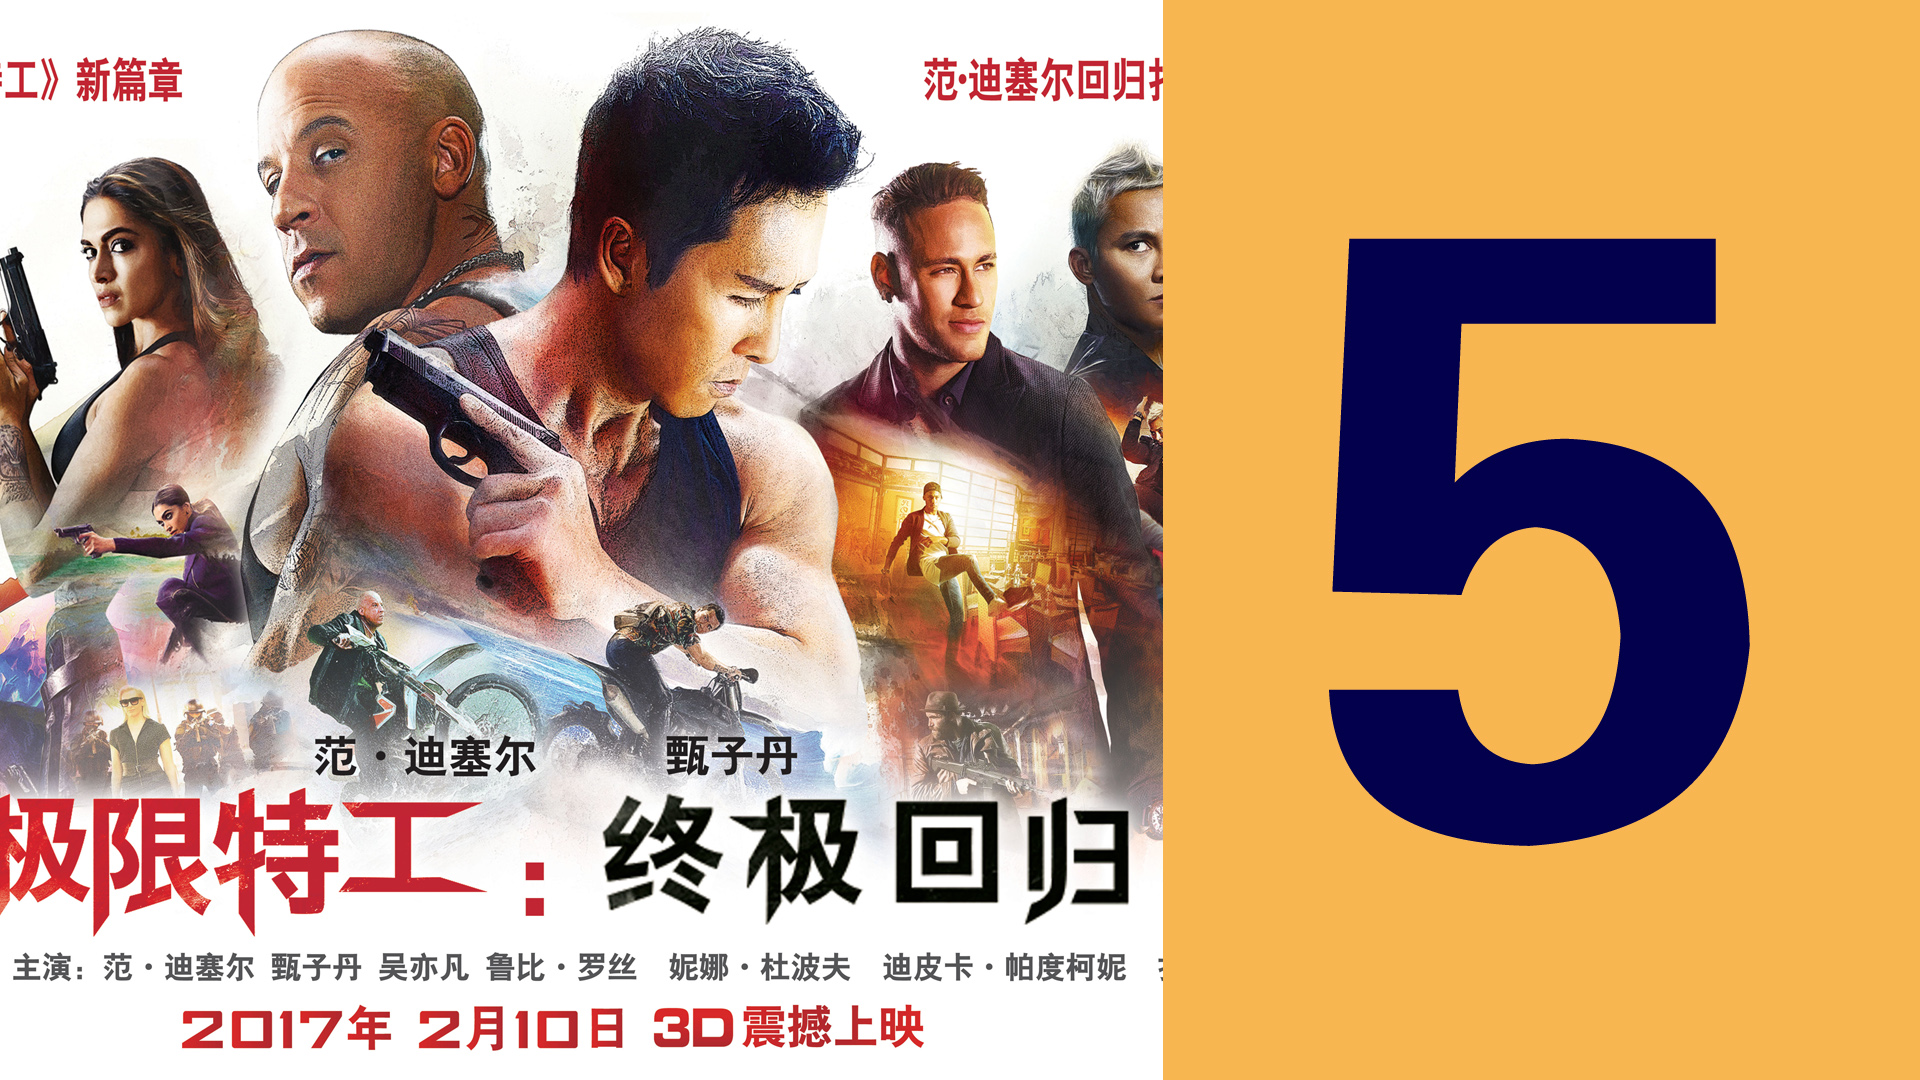 工》新篇章
范·迪塞尔回归
范·迪塞尔 甄子丹
极限特工：终极回归
主演：范·迪塞尔 甄子丹 吴亦凡 鲁比·罗丝 妮娜·杜波夫 迪皮卡·帕度柯妮
2017年 2月10日 3D震撼上映
5